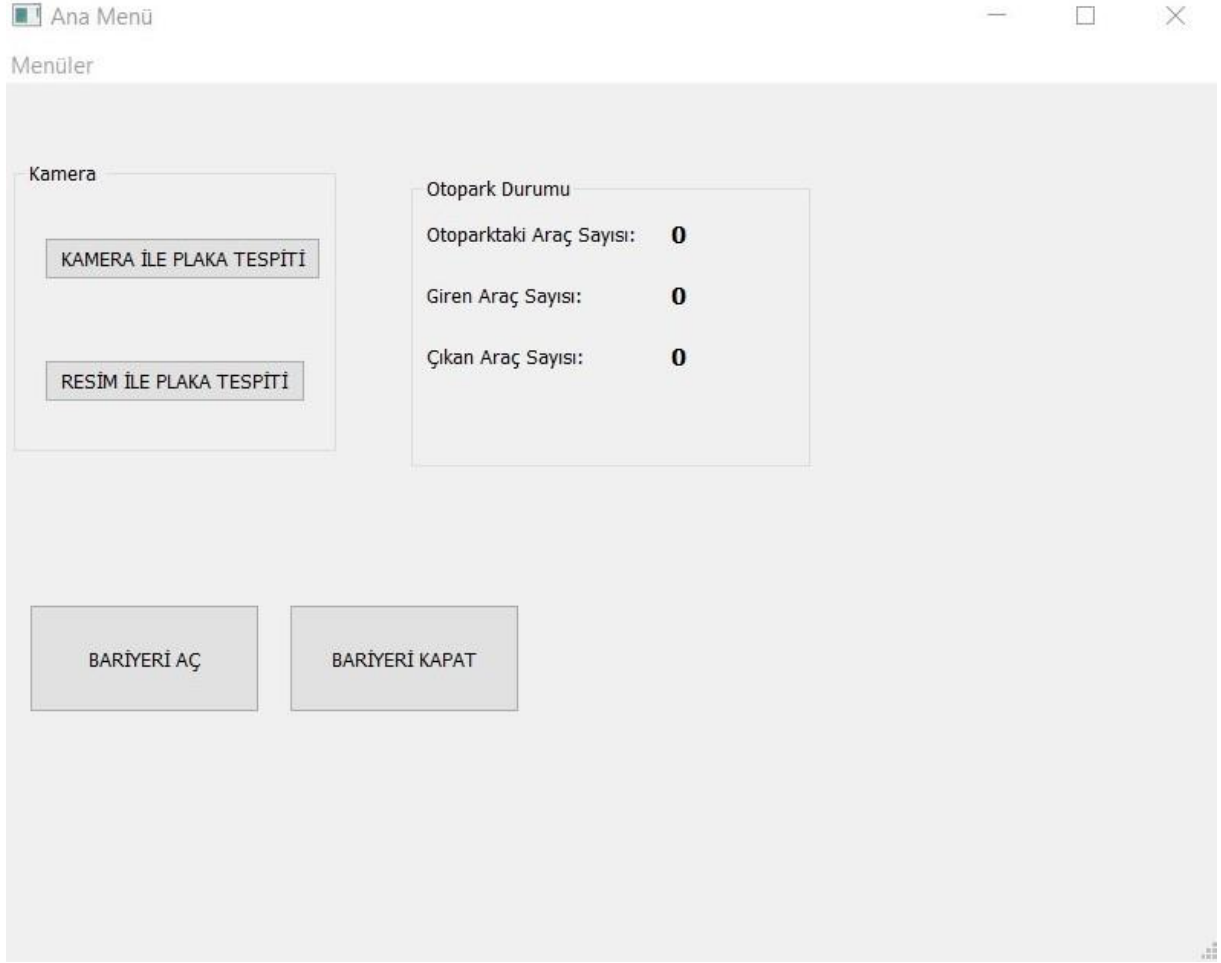 Ana Menü
Menüler
Kamera
KAMERA İLE PLAKA TESPİTİ
RESİM İLE PLAKA TESPİTİ
Otopark Durumu
Otoparktaki Araç Sayısı: 0
Giren Araç Sayısı: 0
Çıkan Araç Sayısı: 0
BARİYERİ AÇ
BARİYERİ KAPAT